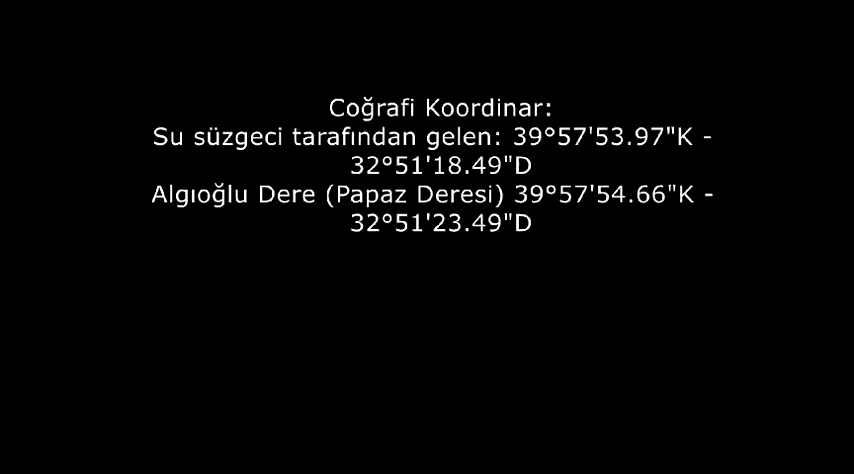 Coğrafi Koordinar:
Su süzgeci tarafından gelen: 39°57'53.97"K -
32°51'18.49"D
Algıoğlu Dere (Papaz Deresi) 39°57'54.66"K -
32°51'23.49"D